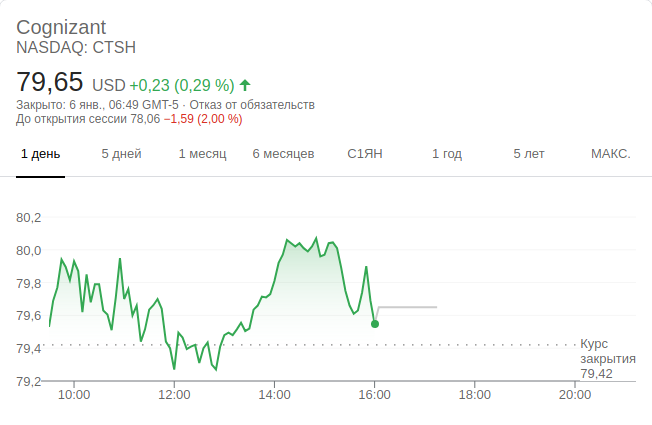 Cognizant
NASDAQ: CTSH
79,65 USD +0,23 (0,29 %)
Закрыто: 6 янв., 06:49 GMT-5 · Отказ от обязательств
До открытия сессии 78,06 −1,59 (2,00 %)
1 день 5 дней 1 месяц 6 месяцев С1ЯН 1 год 5 лет МАКС.
80,2
80,0
79,8
79,6
79,4
79,2
Курс
закрытия
79,42
10:00 12:00 14:00 16:00 18:00 20:00